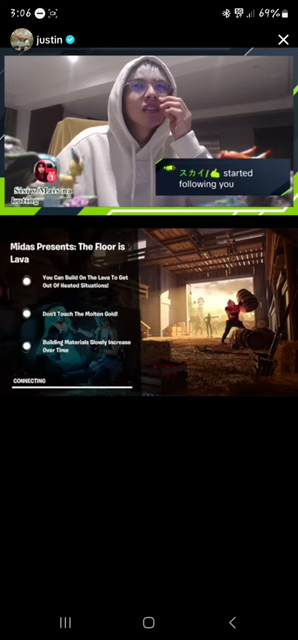 3:06
5G
69%
justin
スカイ/👍 started
following you
Midas Presents: The Floor is
Lava
You Can Build On The Lava To Get
Out Of Heated Situations!
Don't Touch The Molten Gold!
Building Materials Slowly Increase
Over Time
CONNECTING